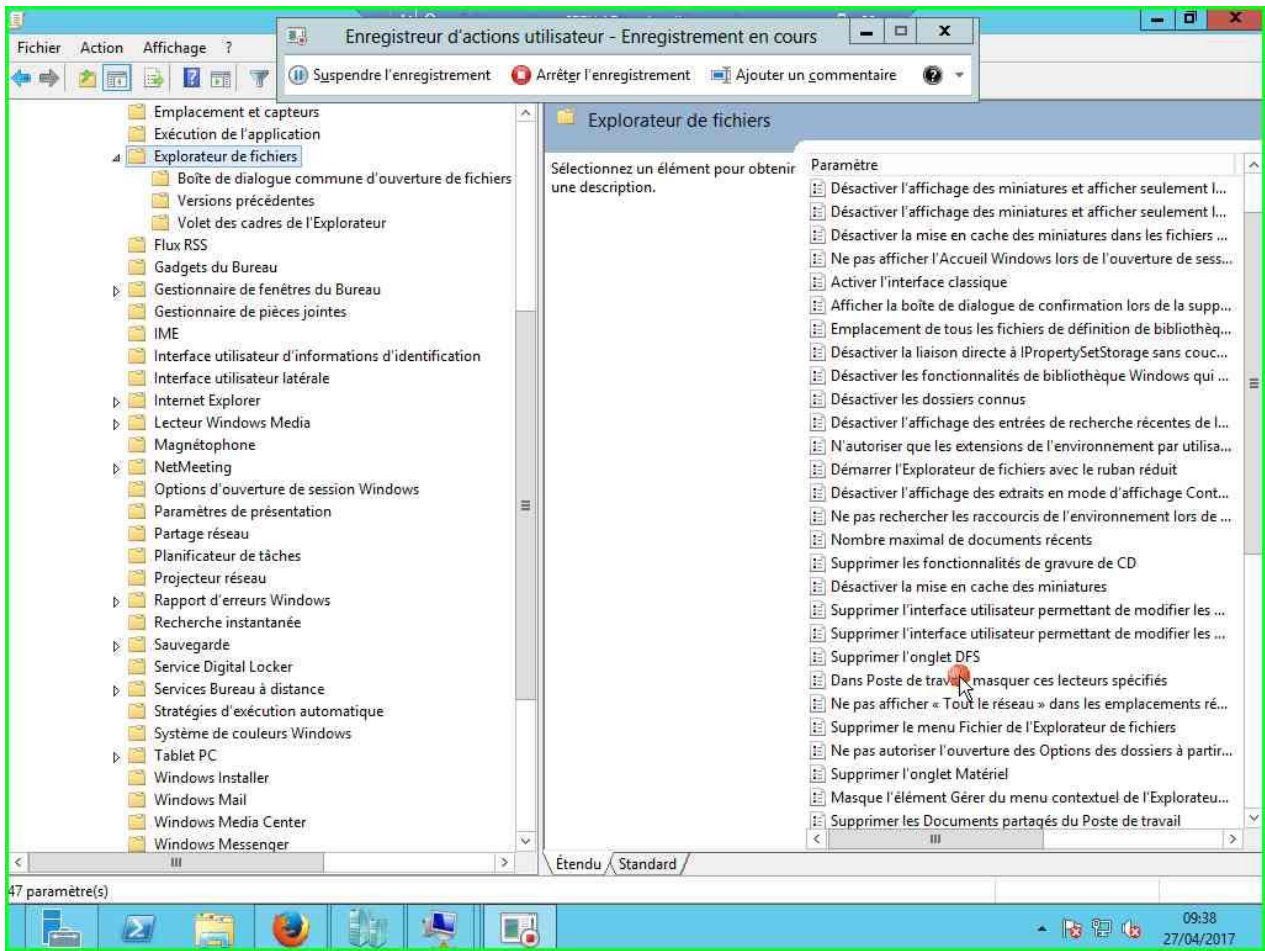 Enregistreur d'actions utilisateur - Enregistrement en cours
Fichier Action Affichage ?
Suspendre l'enregistrement Arrêter l'enregistrement Ajouter un commentaire
Emplacement et capteurs
Exécution de l'application
Explorateur de fichiers
Boîte de dialogue commune d'ouverture de fichiers
Versions précédentes
Volet des cadres de l'Explorateur
Flux RSS
Gadgets du Bureau
Gestionnaire de fenêtres du Bureau
Gestionnaire de pièces jointes
IME
Interface utilisateur d'informations d'identification
Interface utilisateur latérale
Internet Explorer
Lecteur Windows Media
Magnétophone
NetMeeting
Options d'ouverture de session Windows
Paramètres de présentation
Partage réseau
Planificateur de tâches
Projecteur réseau
Rapport d'erreurs Windows
Recherche instantanée
Sauvegarde
Service Digital Locker
Services Bureau à distance
Stratégies d'exécution automatique
Système de couleurs Windows
Tablet PC
Windows Installer
Windows Mail
Windows Media Center
Windows Messenger
Explorateur de fichiers
Sélectionnez un élément pour obtenir
une description.
Paramètre
Désactiver l'affichage des miniatures et afficher seulement l...
Désactiver l'affichage des miniatures et afficher seulement l...
Désactiver la mise en cache des miniatures dans les fichiers ...
Ne pas afficher l'Accueil Windows lors de l'ouverture de sess...
Activer l'interface classique
Afficher la boîte de dialogue de confirmation lors de la supp...
Emplacement de tous les fichiers de définition de bibliothèq...
Désactiver la liaison directe à IPropertySetStorage sans couc...
Désactiver les fonctionnalités de bibliothèque Windows qui ...
Désactiver les dossiers connus
Désactiver l'affichage des entrées de recherche récentes de l...
N'autoriser que les extensions de l'environnement par utilisa...
Démarrer l'Explorateur de fichiers avec le ruban réduit
Désactiver l'affichage des extraits en mode d'affichage Cont...
Ne pas rechercher les raccourcis de l'environnement lors de ...
Nombre maximal de documents récents
Supprimer les fonctionnalités de gravure de CD
Désactiver la mise en cache des miniatures
Supprimer l'interface utilisateur permettant de modifier les ...
Supprimer l'interface utilisateur permettant de modifier les ...
Supprimer l'onglet DFS
Dans Poste de travail masquer ces lecteurs spécifiés
Ne pas afficher « Tout le réseau » dans les emplacements ré...
Supprimer le menu Fichier de l'Explorateur de fichiers
Ne pas autoriser l'ouverture des Options des dossiers à partir...
Supprimer l'onglet Matériel
Masque l'élément Gérer du menu contextuel de l'Explorateu...
Supprimer les Documents partagés du Poste de travail
Étendu Standard
47 paramètre(s)
09:38
27/04/2017